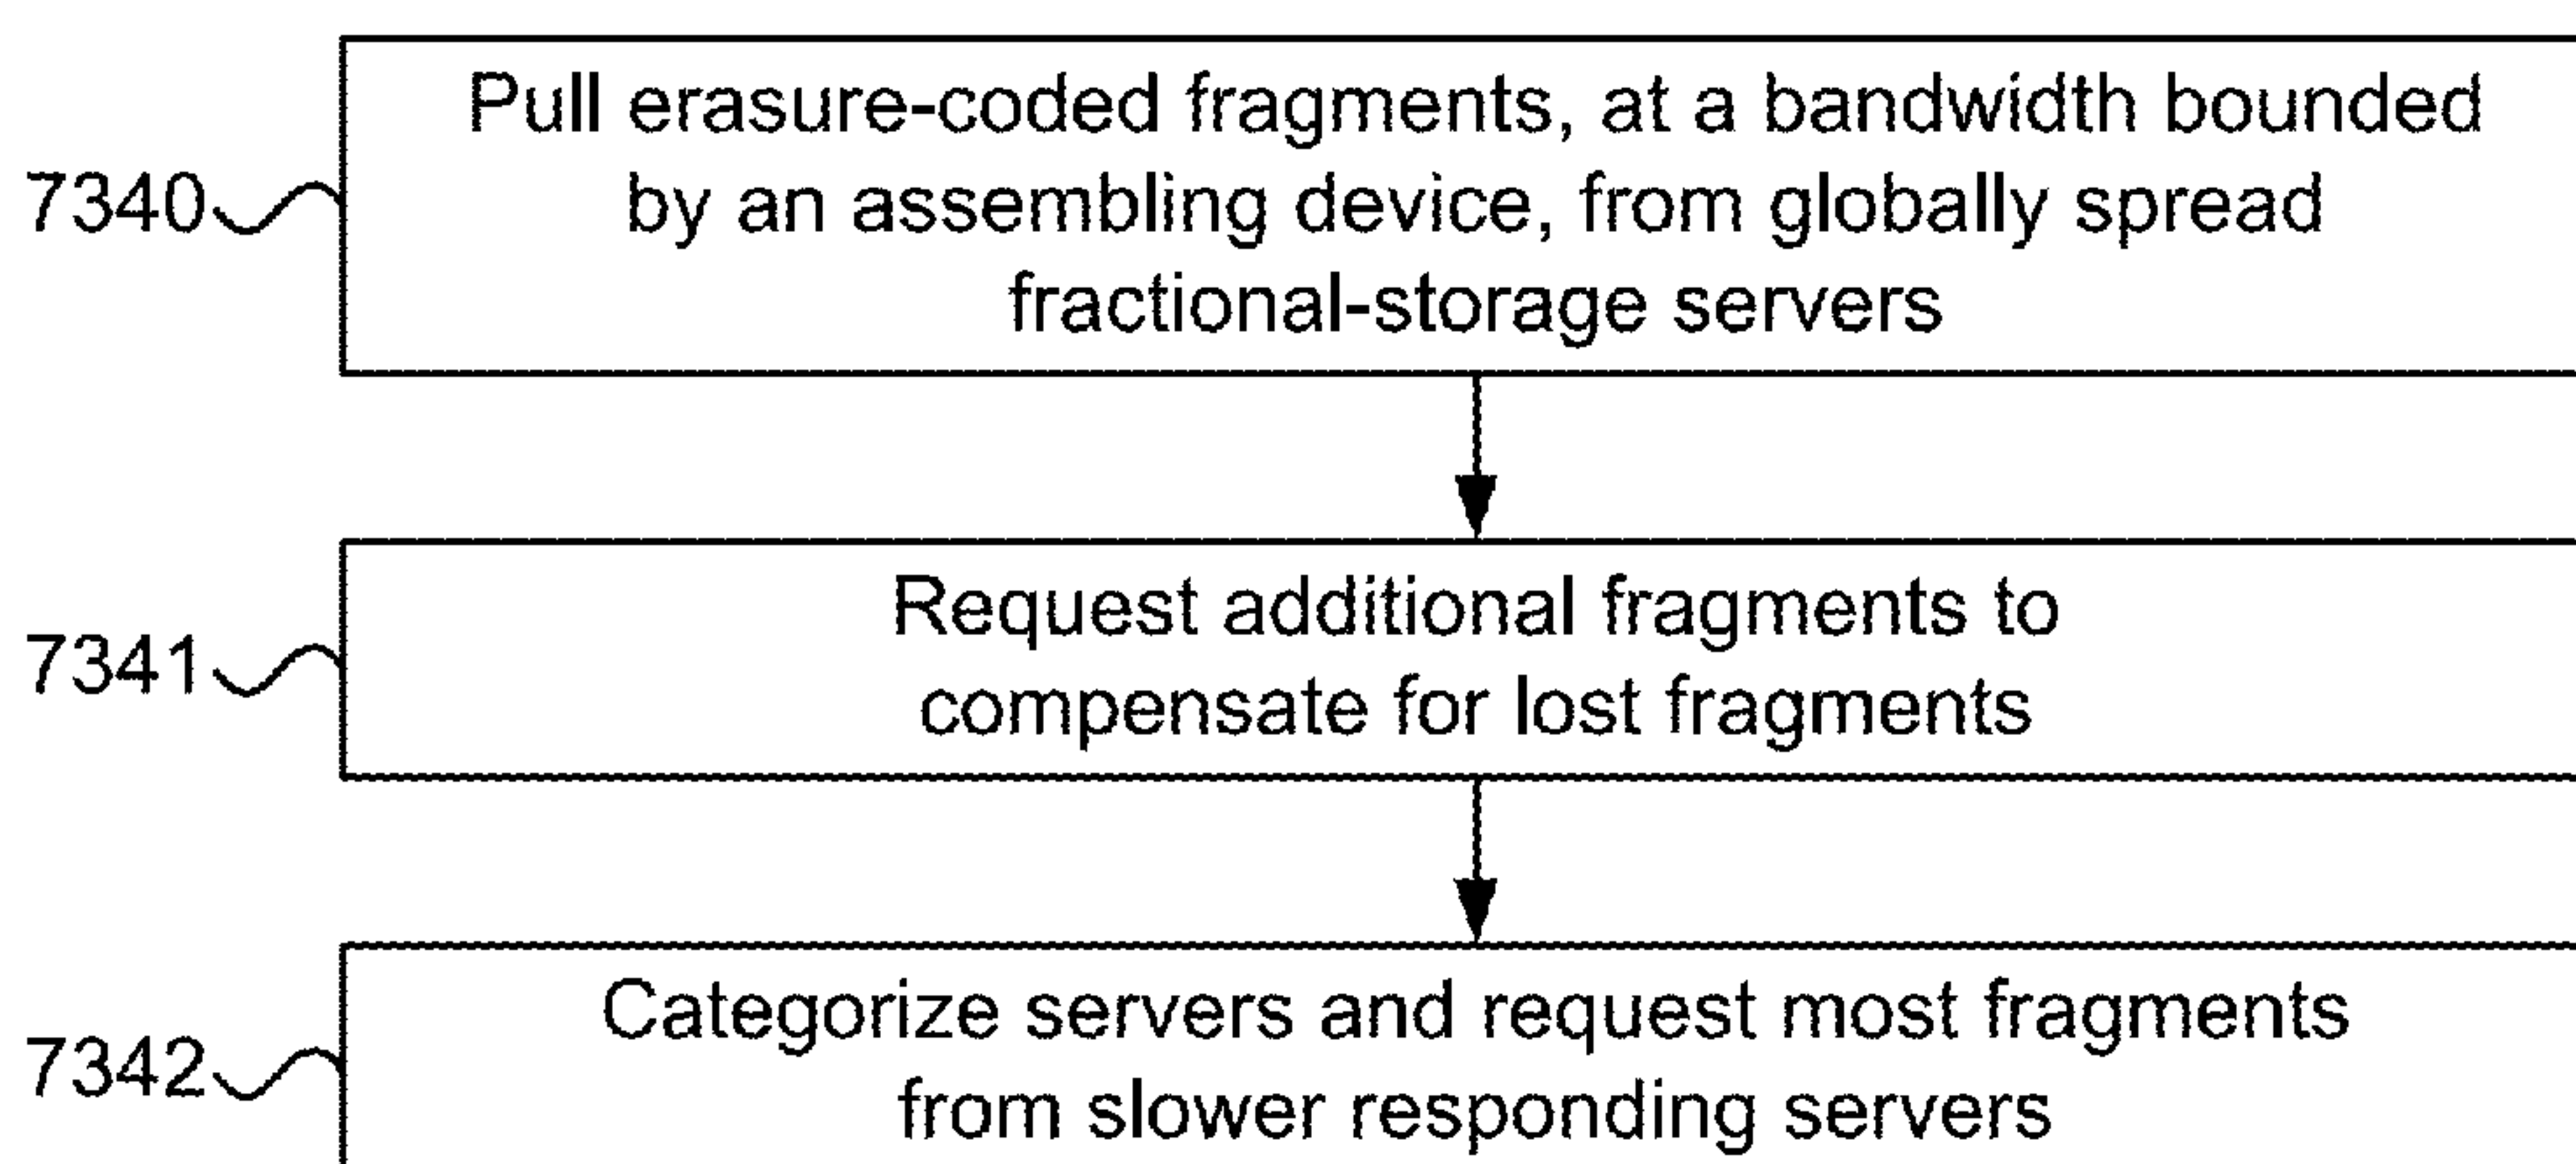 Pull erasure-coded fragments, at a bandwidth bounded
7340 by an assembling device, from globally spread
fractional-storage servers
Request additional fragments to
7341
compensate for lost fragments
Categorize servers and request most fragments
7342
from slower responding servers